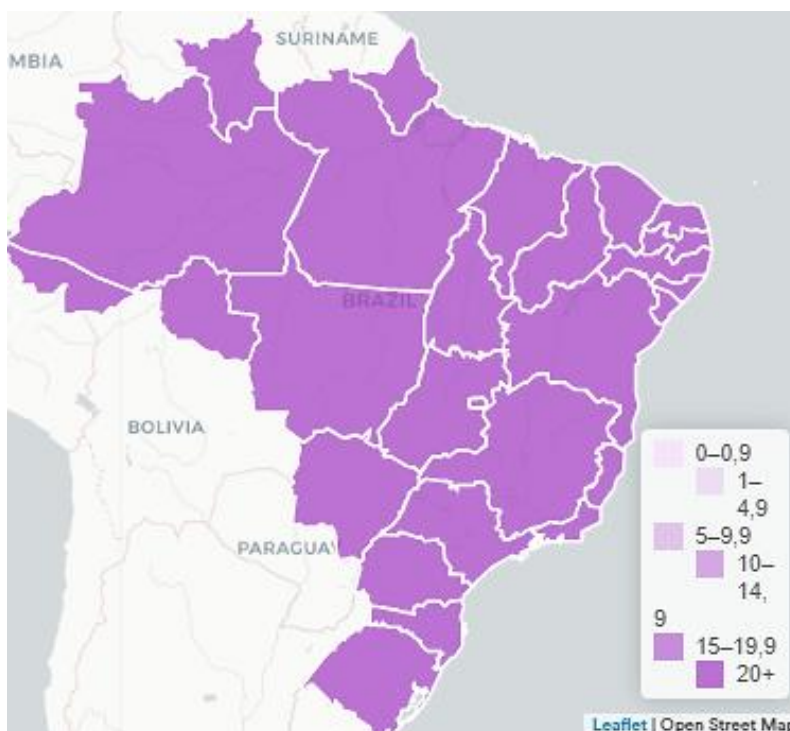 SURINAME
MBIA
BRAZIL
BOLIVIA
PARAGUAY
0–0,9
1–
4,9
5–9,9
10–
14,
9
15–19,9
20+
Leaflet | Open Street Map